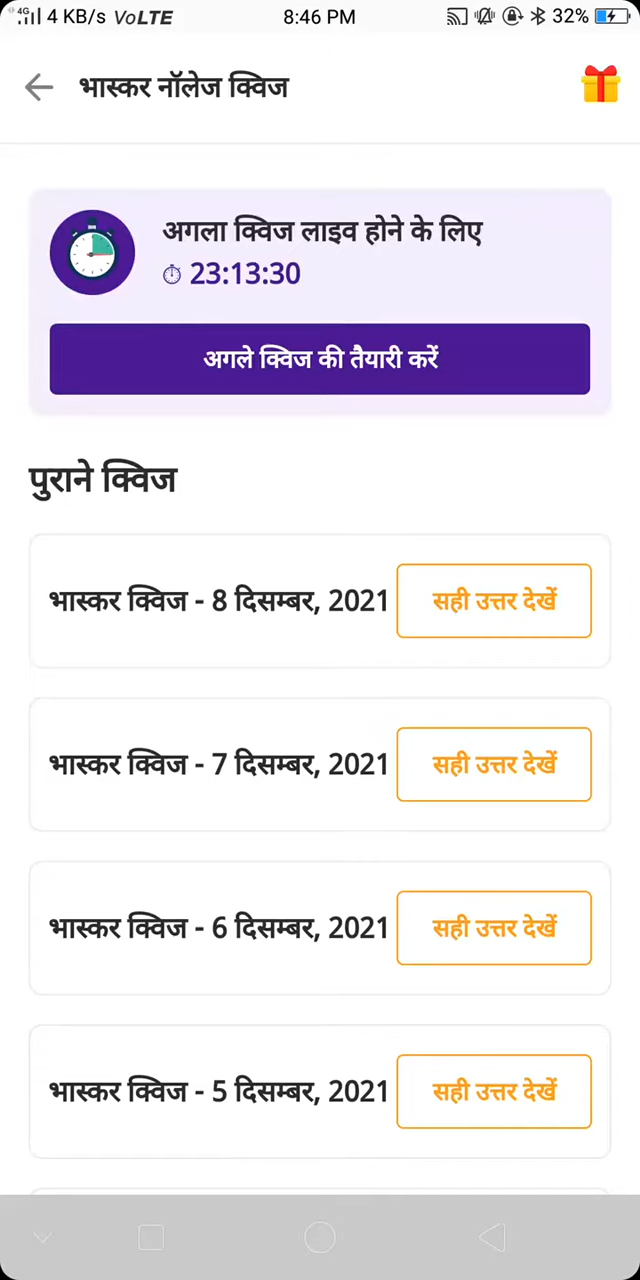 4G 4 KB/s VoLTE 8:46 PM 32%
भास्कर नॉलेज क्विज
अगला क्विज लाइव होने के लिए
23:13:30
अगले क्विज की तैयारी करें
पुराने क्विज
भास्कर क्विज - 8 दिसम्बर, 2021 सही उत्तर देखें
भास्कर क्विज - 7 दिसम्बर, 2021 सही उत्तर देखें
भास्कर क्विज - 6 दिसम्बर, 2021 सही उत्तर देखें
भास्कर क्विज - 5 दिसम्बर, 2021 सही उत्तर देखें